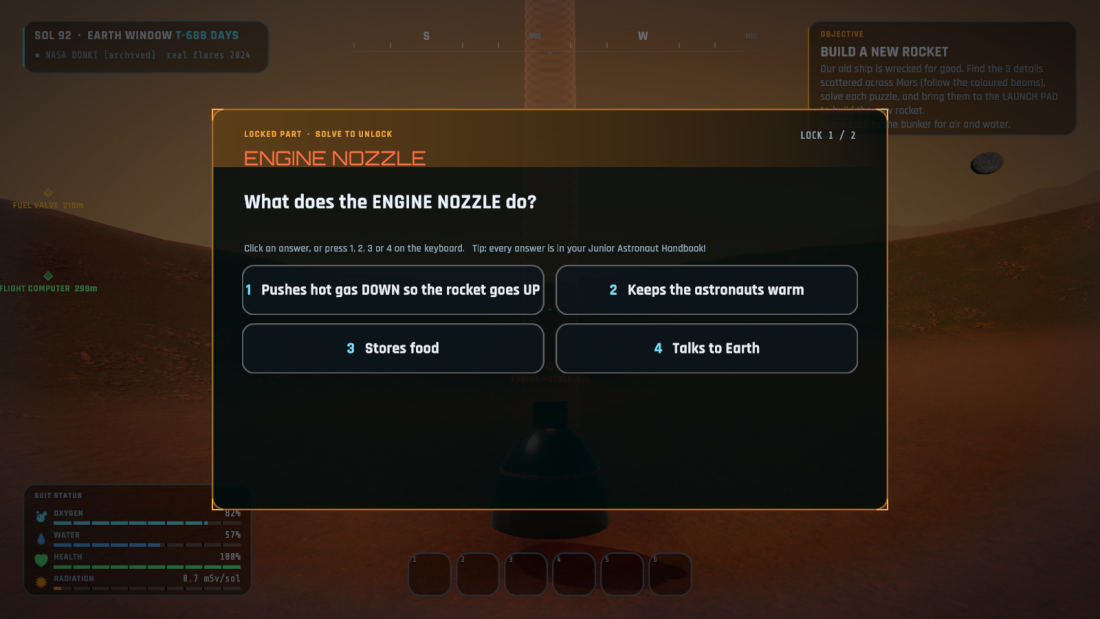 SOL 92 · EARTH WINDOW T-688 DAYS
● NASA DONKI [archived] real flares 2024
S
W
OBJECTIVE
BUILD A NEW ROCKET
Our old ship is wrecked for good. Find the 3 details
scattered across Mars (follow the coloured beams),
solve each puzzle, and bring them to the LAUNCH PAD
rocket.
the bunker for air and water.
LOCKED PART · SOLVE TO UNLOCK
LOCK 1 / 2
ENGINE NOZZLE
What does the ENGINE NOZZLE do?
Click an answer, or press 1, 2, 3 or 4 on the keyboard. Tip: every answer is in your Junior Astronaut Handbook!
1 Pushes hot gas DOWN so the rocket goes UP
2 Keeps the astronauts warm
3 Stores food
4 Talks to Earth
FUEL VALVE 210m
FLIGHT COMPUTER 298m
SUIT STATUS
OXYGEN 82%
WATER 57%
HEALTH 100%
RADIATION 0.7 mSv/sol
1 2 3 4 5 6